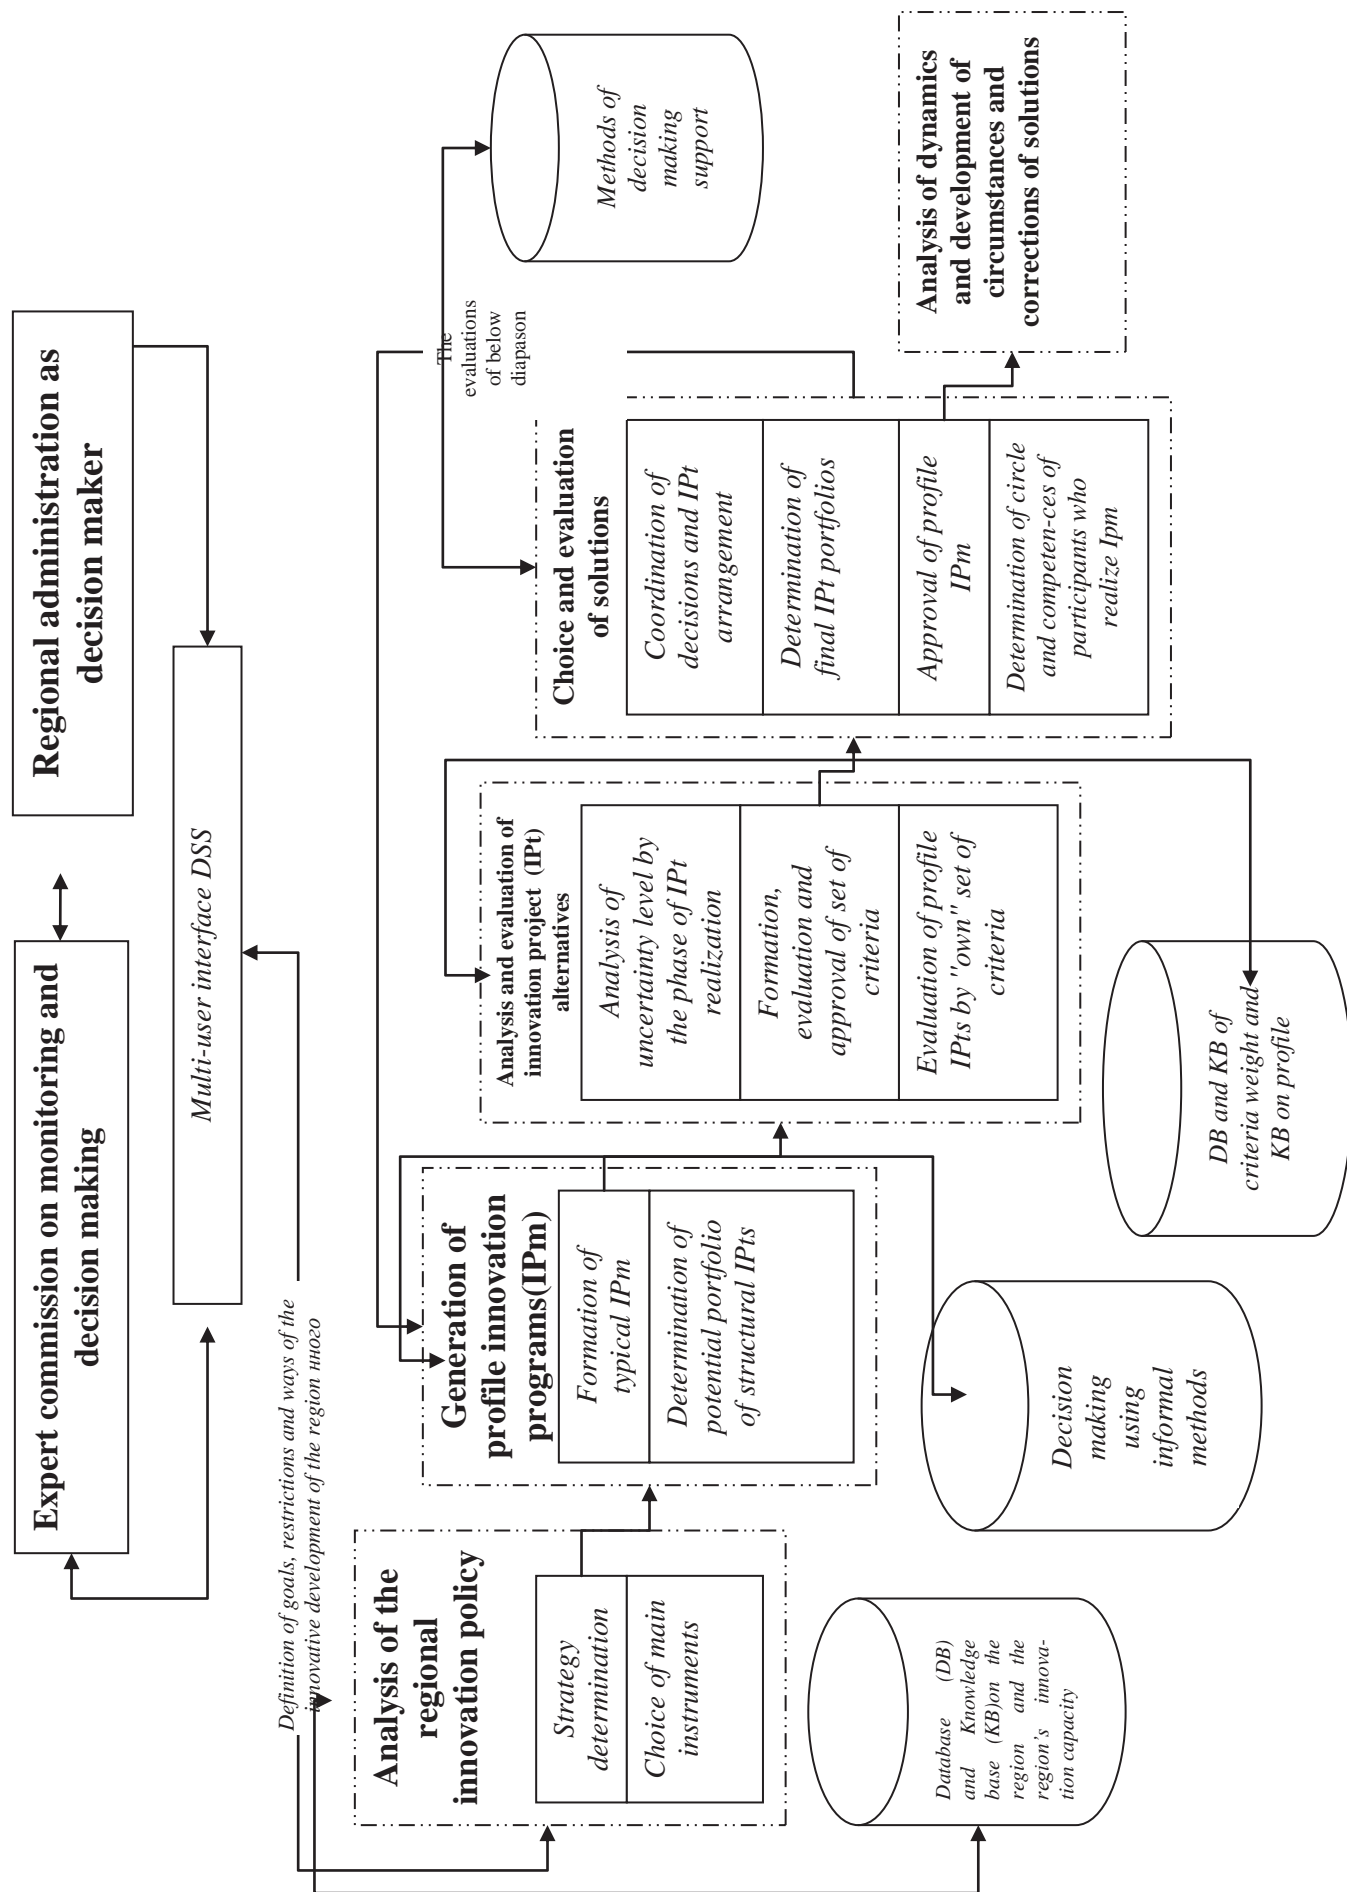 Expert commission on monitoring and
decision making
Regional administration as
decision maker
Multi-user interface DSS
Definition of goals, restrictions and ways of the
innovative development of the region нного
Analysis of the
regional
innovation policy
Strategy
determination
Choice of main
instruments
Database (DB)
and Knowledge
base (KB)on the
region and the
region's innova-
tion capacity
Generation of
profile innovation
programs(IPm)
Formation of
typical IPm
Determination of
potential portfolio
of structural IPts
Decision
making
using
informal
methods
Analysis and evaluation of
innovation project (IPt)
alternatives
Analysis of
uncertainty level by
the phase of IPt
realization
Formation,
evaluation and
approval of set of
criteria
Evaluation of profile
IPts by "own" set of
criteria
DB and KB of
criteria weight and
KB on profile
The
evaluations
of below
diapason
Choice and evaluation
of solutions
Coordination of
decisions and IPt
arrangement
Determination of
final IPt portfolios
Approval of profile
IPm
Determination of circle
and competen-ces of
participants who
realize Ipm
Methods of
decision
making
support
Analysis of dynamics
and development of
circumstances and
corrections of solutions